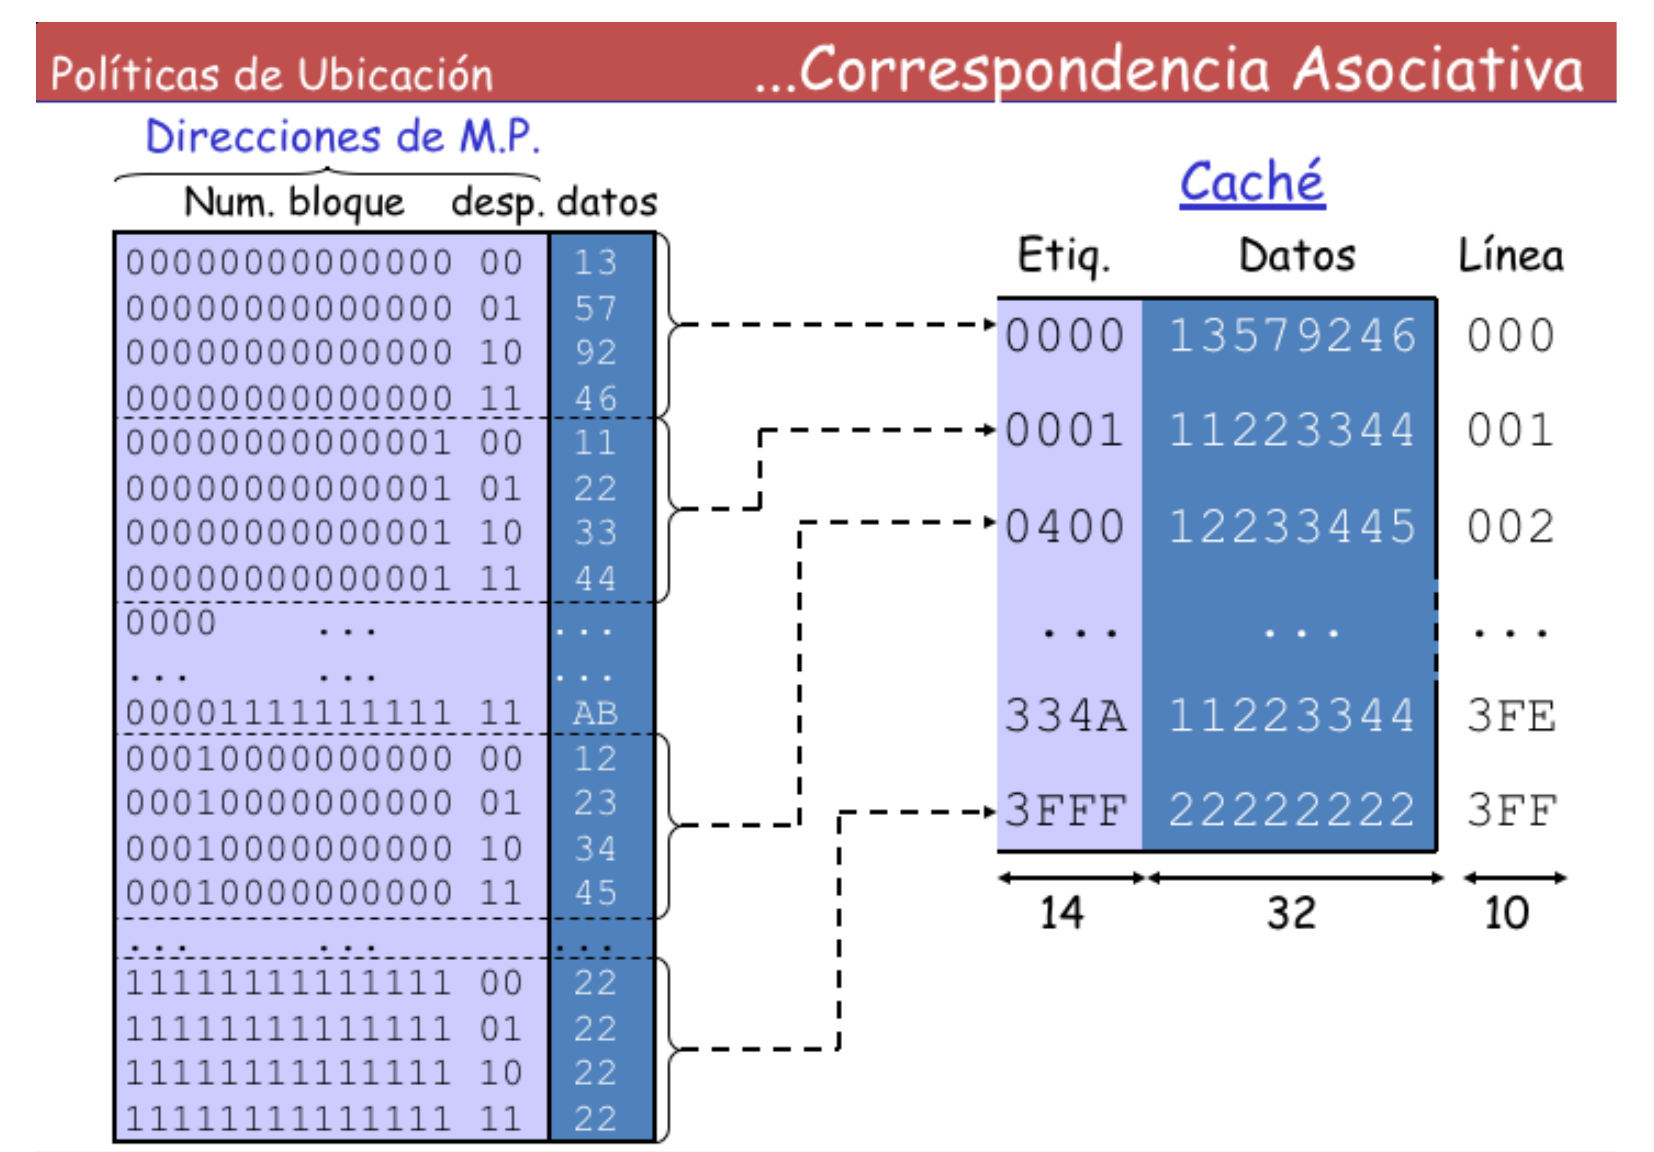 Políticas de Ubicación ...Correspondencia Asociativa
Direcciones de M.P.
Num. bloque desp. datos
00000000000000 00 13
00000000000000 01 57
00000000000000 10 92
00000000000000 11 46
00000000000001 00 11
00000000000001 01 22
00000000000001 10 33
00000000000001 11 44
0000 ... ...
... ... ...
00001111111111 11 AB
00010000000000 00 12
00010000000000 01 23
00010000000000 10 34
00010000000000 11 45
... ... ...
11111111111111 00 22
11111111111111 01 22
11111111111111 10 22
11111111111111 11 22
Caché
Etiq. Datos Línea
0000 13579246 000
0001 11223344 001
0400 12233445 002
... ... ...
334A 11223344 3FE
3FFF 22222222 3FF
14 32 10